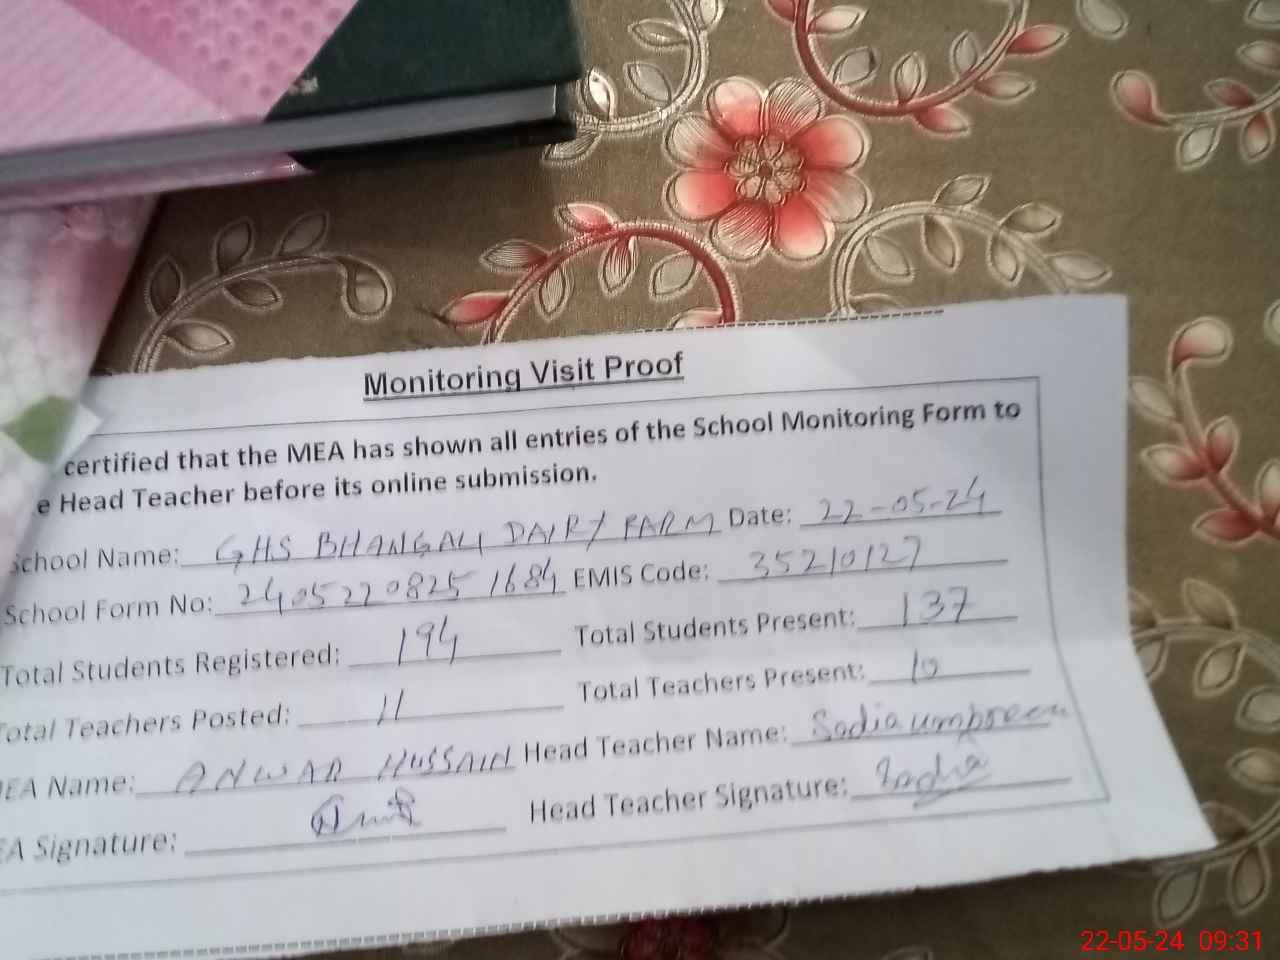 Monitoring Visit Proof
certified that the MEA has shown all entries of the School Monitoring Form to
e Head Teacher before its online submission.
School Name: GHS BHANGALI DAIRY FARM Date: 22-05-24
School Form No: 24052208251684 EMIS Code: 35210127
Total Students Registered: 194 Total Students Present: 137
Total Teachers Posted: 11 Total Teachers Present: 10
MEA Name: ANWAR HUSSAIN Head Teacher Name: Sadia umbreen
EA Signature: Head Teacher Signature: Sadia
22-05-24 09:31